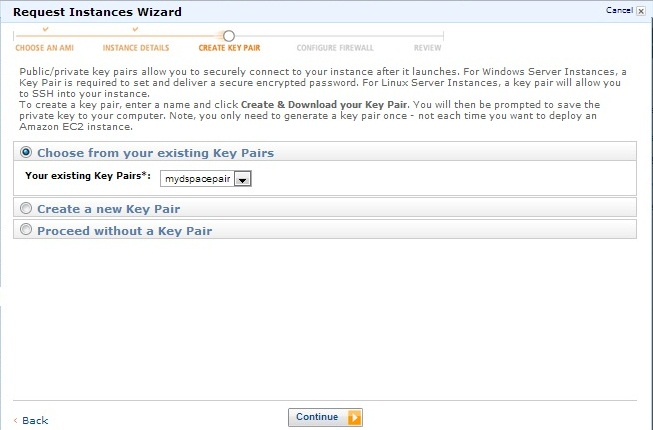 Request Instances Wizard
Cancel
CHOOSE AN AMI INSTANCE DETAILS CREATE KEY PAIR CONFIGURE FIREWALL REVIEW
Public/private key pairs allow you to securely connect to your instance after it launches. For Windows Server Instances, a
Key Pair is required to set and deliver a secure encrypted password. For Linux Server Instances, a key pair will allow you
to SSH into your instance.
To create a key pair, enter a name and click Create & Download your Key Pair. You will then be prompted to save the
private key to your computer. Note, you only need to generate a key pair once - not each time you want to deploy an
Amazon EC2 instance.
Choose from your existing Key Pairs
Your existing Key Pairs*: mydspacepair
Create a new Key Pair
Proceed without a Key Pair
< Back
Continue